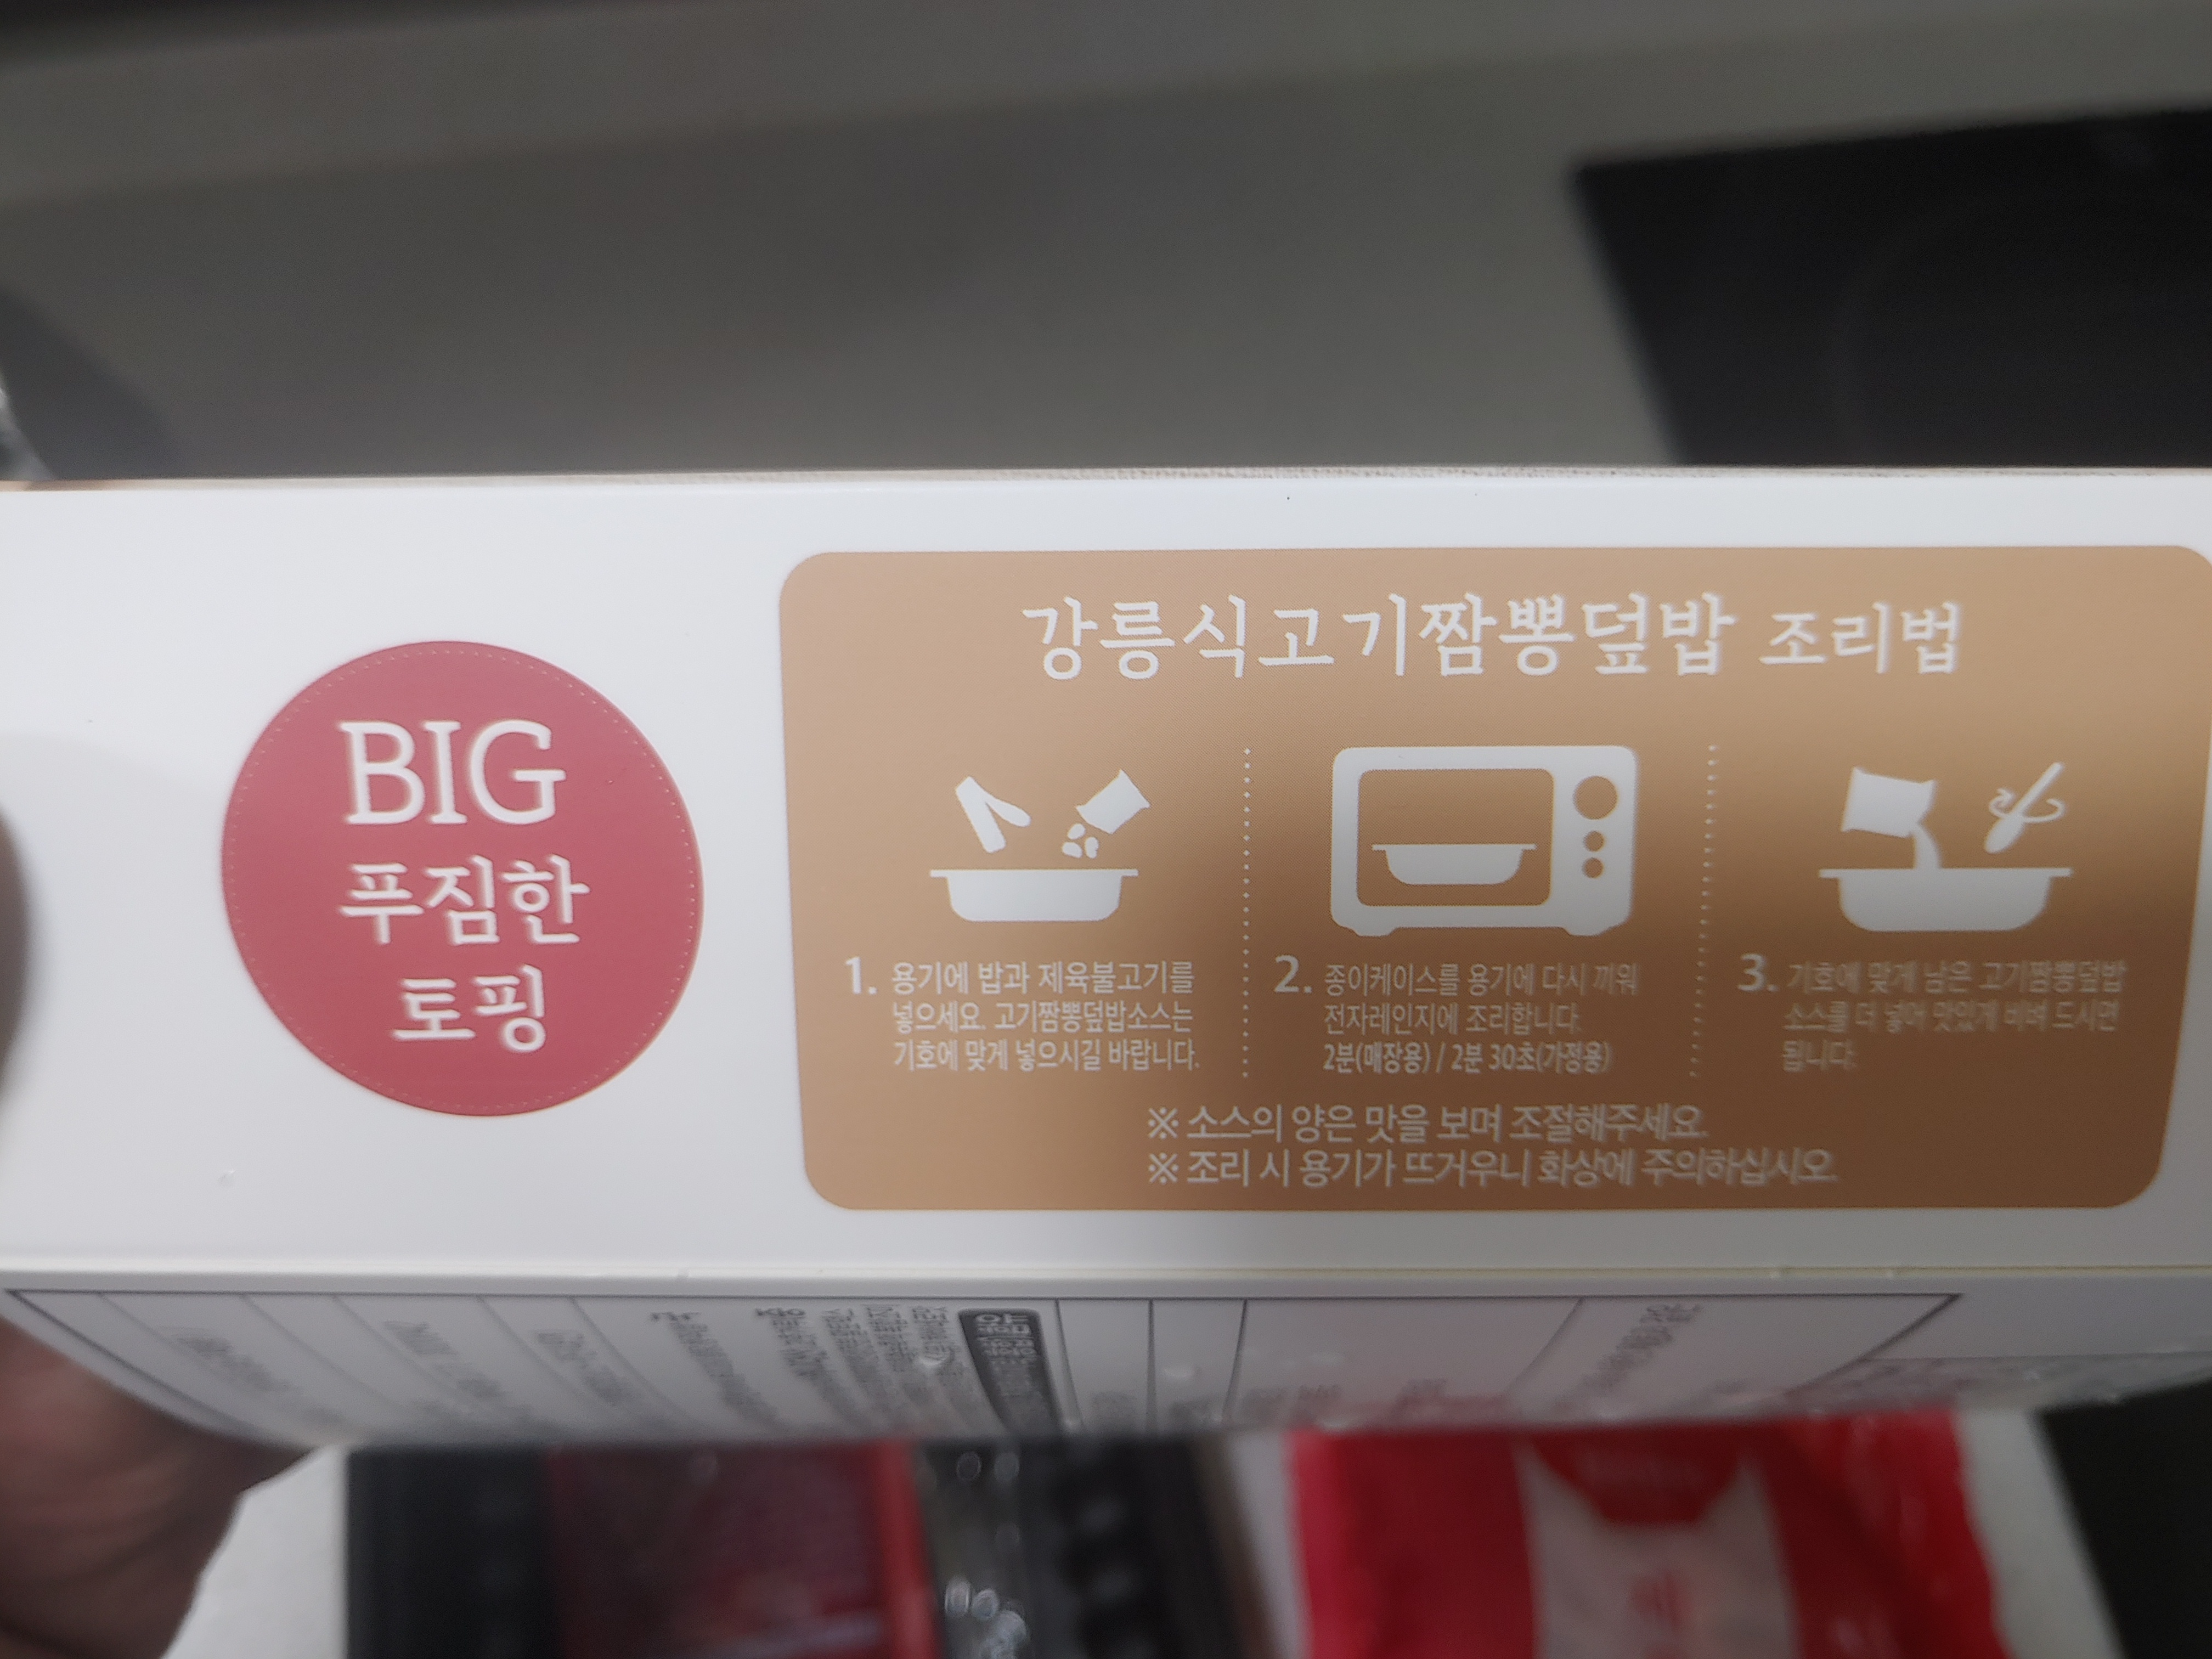 BIG
푸짐한
토핑
강릉식고기짬뽕덮밥 조리법
1. 용기에 밥과 제육불고기를
넣으세요. 고기짬뽕덮밥소스는
기호에 맞게 넣으시길 바랍니다.
2. 종이케이스를 용기에 다시 끼워
전자레인지에 조리합니다.
2분(매장용) / 2분 30초(가정용)
3. 기호에 맞게 남은 고기짬뽕덮밥
소스를 더 넣어 맛있게 비벼 드시면
됩니다.
※ 소스의 양은 맛을 보며 조절해주세요.
※ 조리 시 용기가 뜨거우니 화상에 주의하십시오.